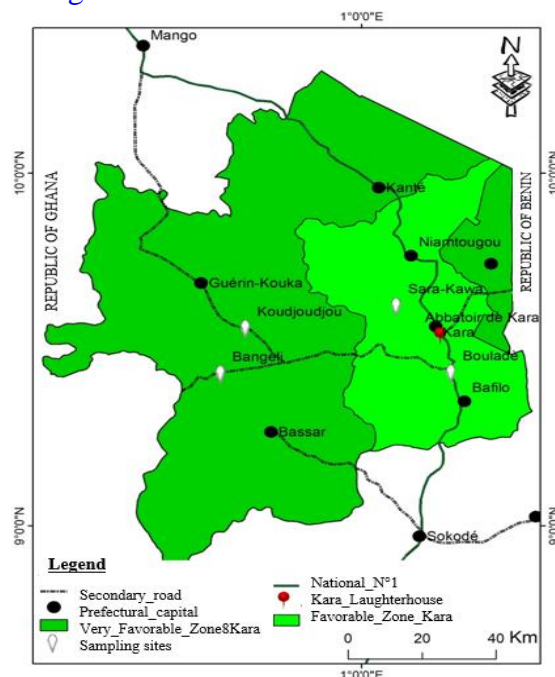 1°0'0"E
Mango
N
10°0'0"N
10°0'0"N
REPUBLIC OF GHANA
REPUBLIC OF BENIN
Kanté
Niamtougou
Guérin-Kouka
Sara-Kawa
Koudjoudjou
Abbatoir de Kara
Kara
Bangeli
Boulade
Bafilo
Bassar
9°0'0"N
9°0'0"N
Sokodé
Legend
Secondary_road
Prefectural_capital
Very_Favorable_Zone8Kara
Sampling sites
National_N°1
Kara_Laughterhouse
Favorable_Zone_Kara
0 20 40 Km
1°0'0"E